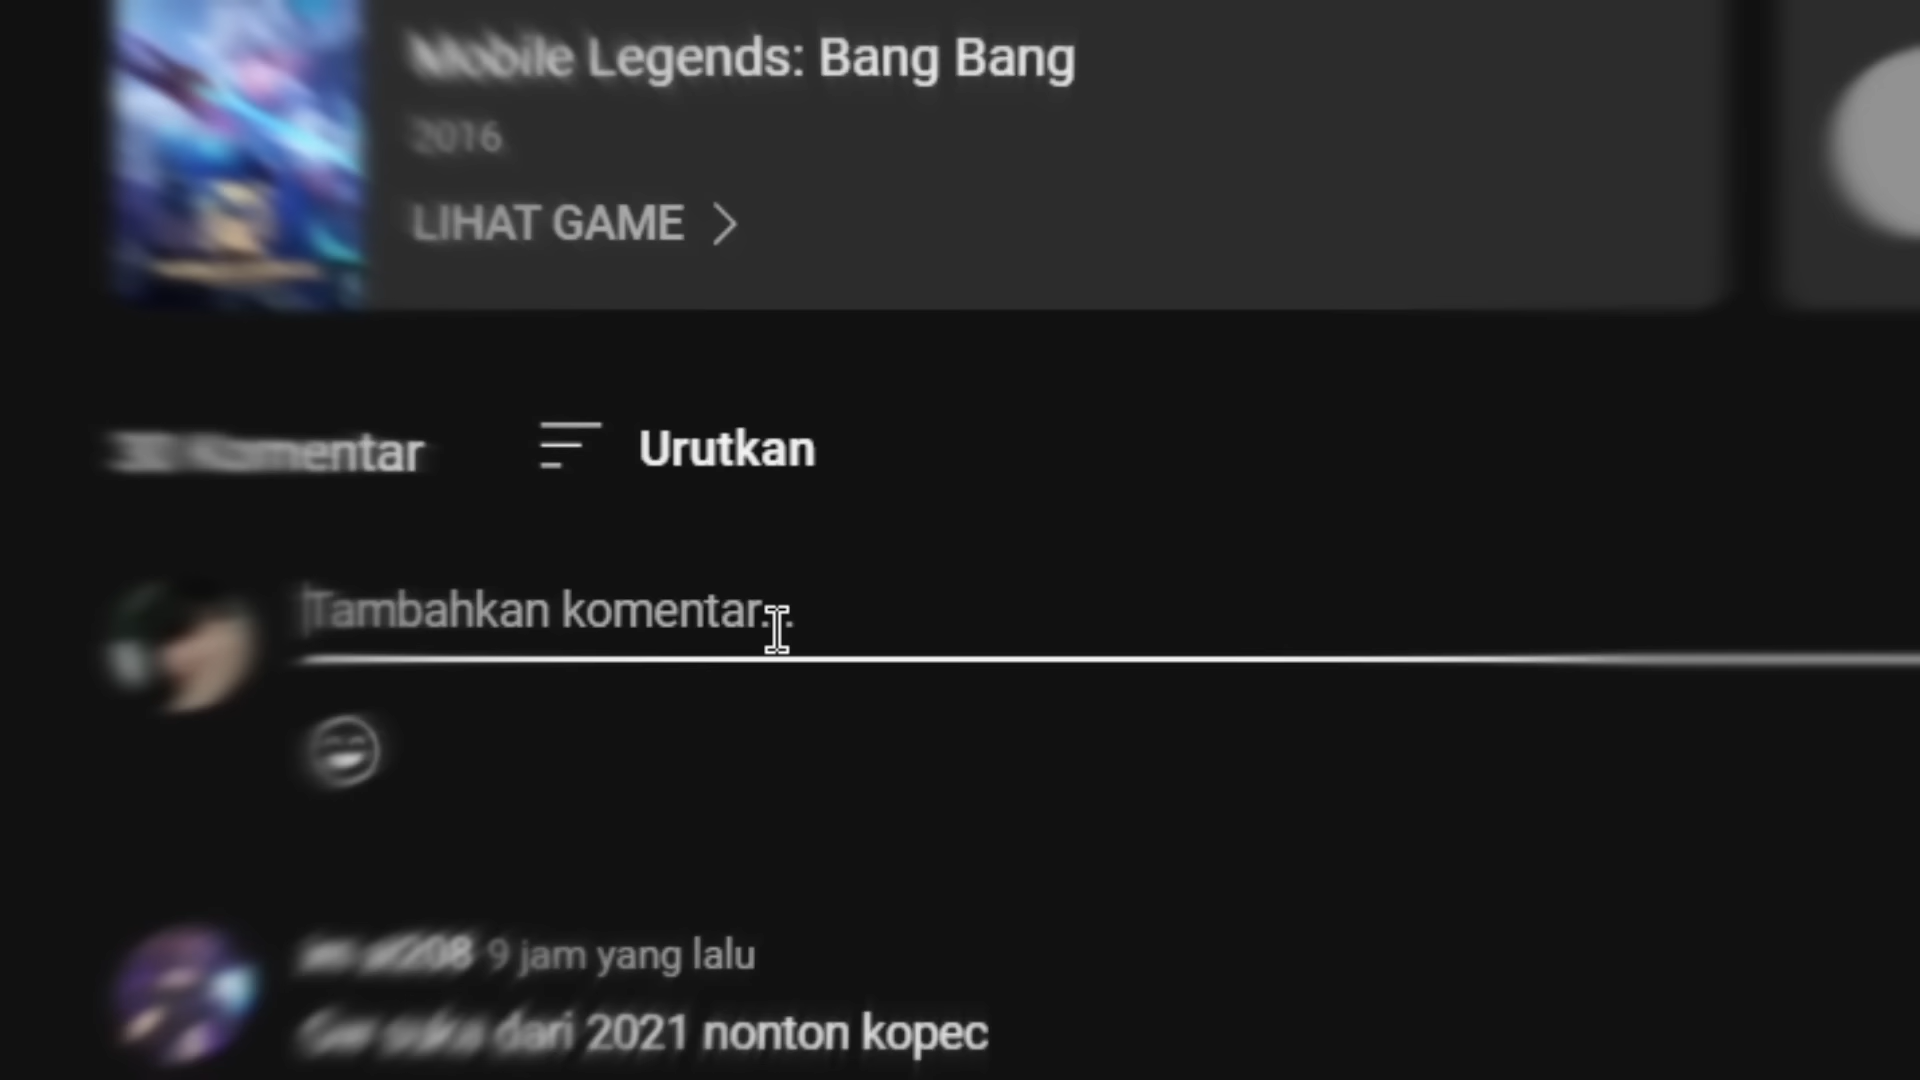 Mobile Legends: Bang Bang
2016
LIHAT GAME
Komentar
Urutkan
Tambahkan komentar...
9 jam yang lalu
suka dari 2021 nonton kopec